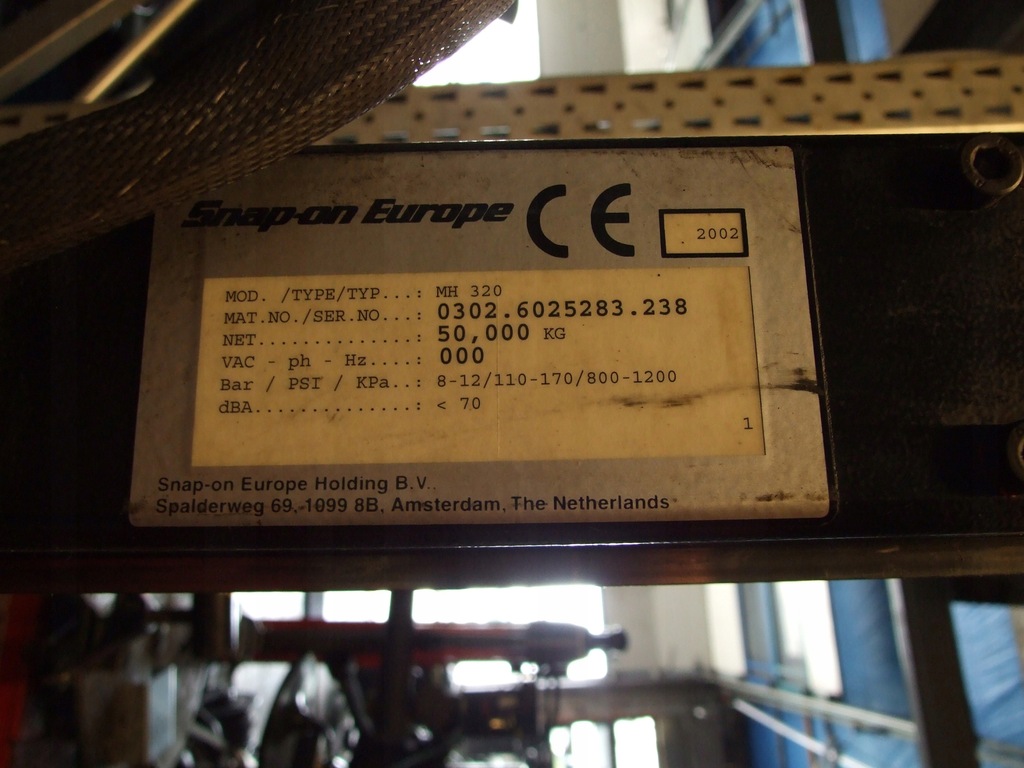 Snap-on Europe CE . 2002
MOD. /TYPE/TYP...: MH 320
MAT.NO./SER.NO...: 0302.6025283.238
NET..............: 50,000 KG
VAC - ph - Hz....: 000
Bar / PSI / KPa..: 8-12/110-170/800-1200
dBA..............: < 70
1
Snap-on Europe Holding B.V.
Spalderweg 69, 1099 8B, Amsterdam, The Netherlands